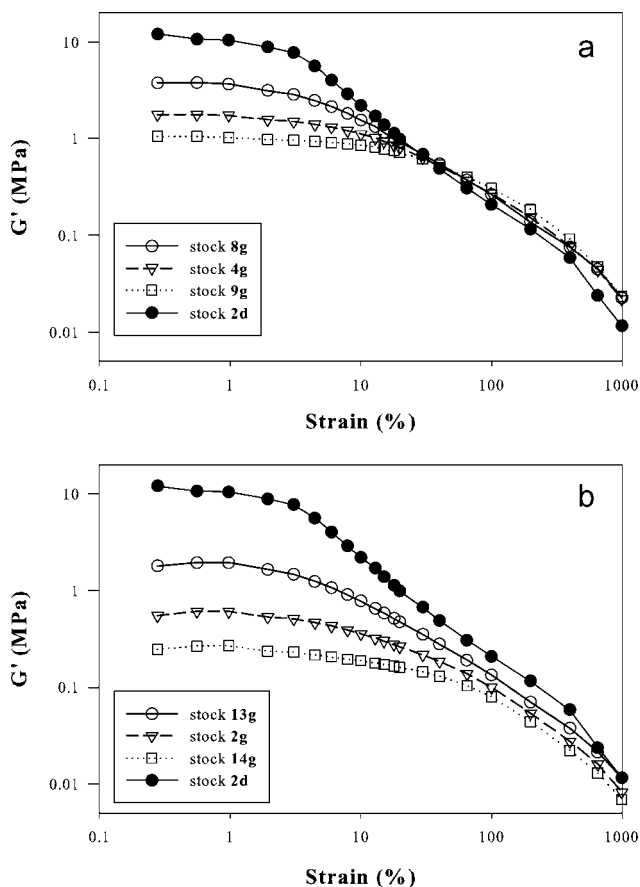 a
10
1
0.1
0.01
G' (MPa)
stock 8g
stock 4g
stock 9g
stock 2d
0.1
1
10
100
1000
Strain (%)
b
10
1
0.1
0.01
G' (MPa)
stock 13g
stock 2g
stock 14g
stock 2d
0.1
1
10
100
1000
Strain (%)